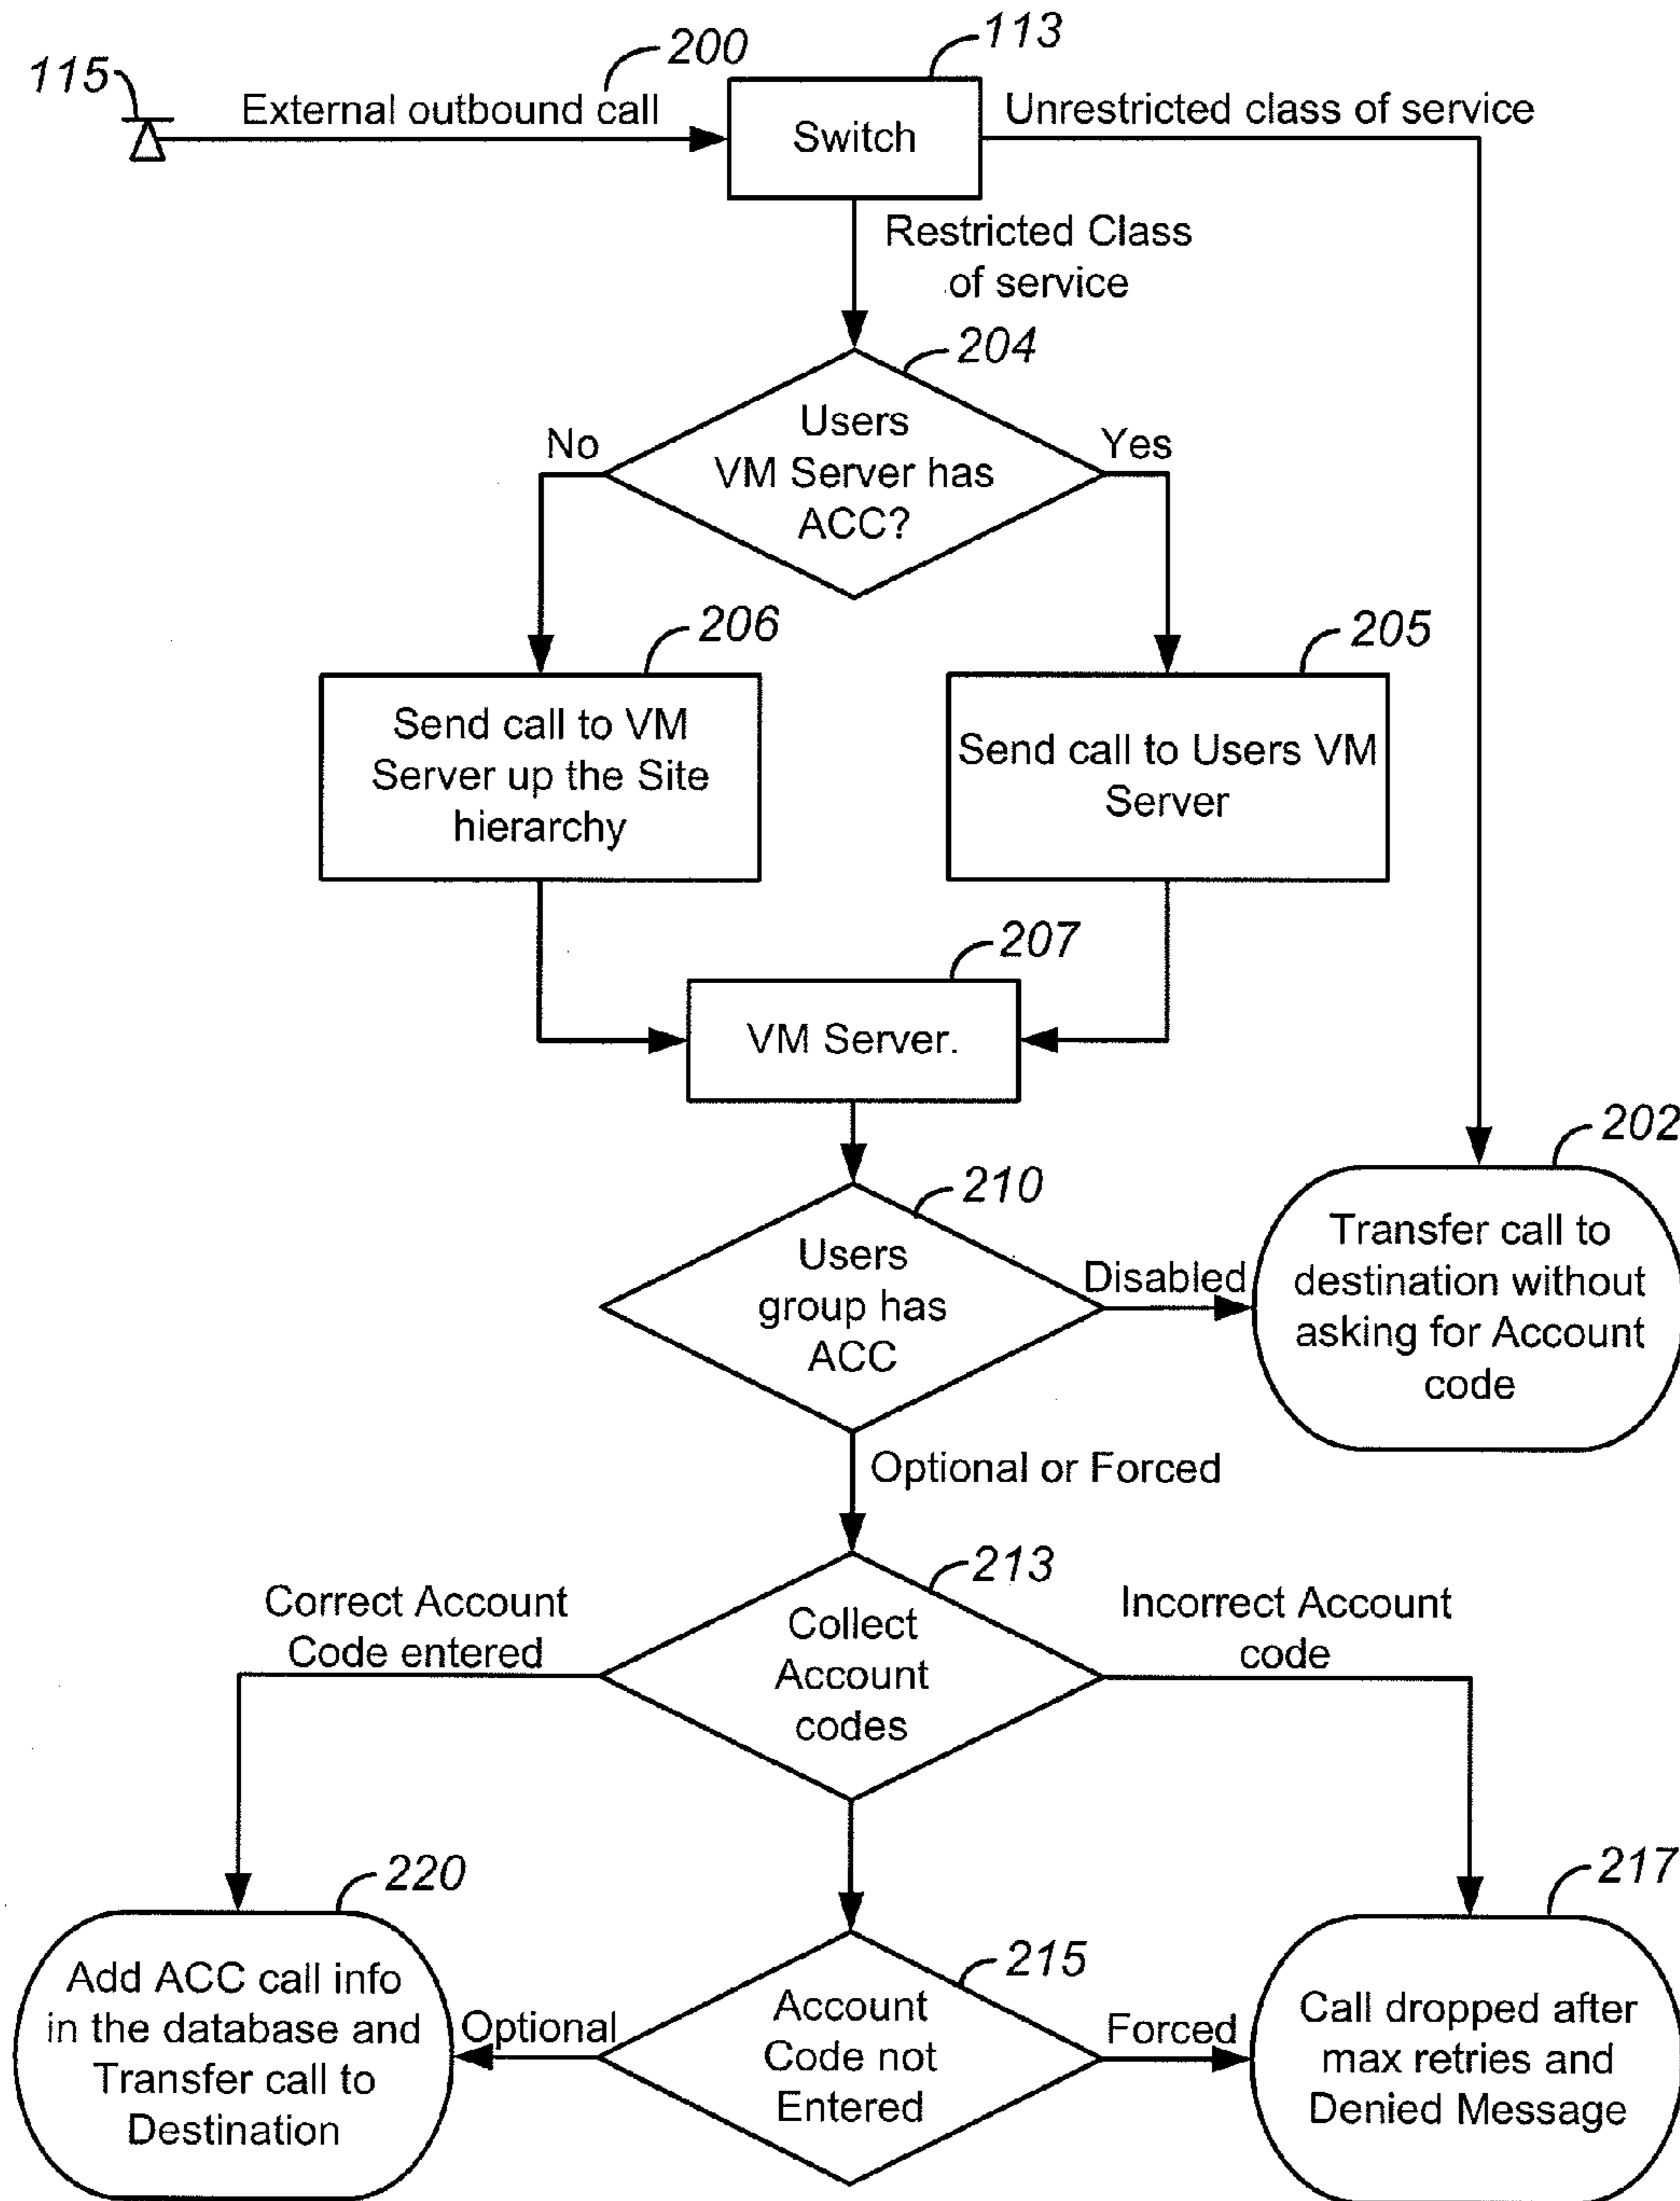 200
113
115
External outbound call
Switch
Unrestricted class of service
Restricted Class
of service
204
Users
VM Server has
ACC?
No
Yes
206
205
Send call to VM
Server up the Site
hierarchy
Send call to Users VM
Server
207
VM Server.
202
210
Users
group has
ACC
Disabled
Transfer call to
destination without
asking for Account
code
Optional or Forced
213
Correct Account
Code entered
Collect
Account
codes
Incorrect Account
code
220
217
215
Add ACC call info
in the database and
Transfer call to
Destination
Optional
Account
Code not
Entered
Forced
Call dropped after
max retries and
Denied Message